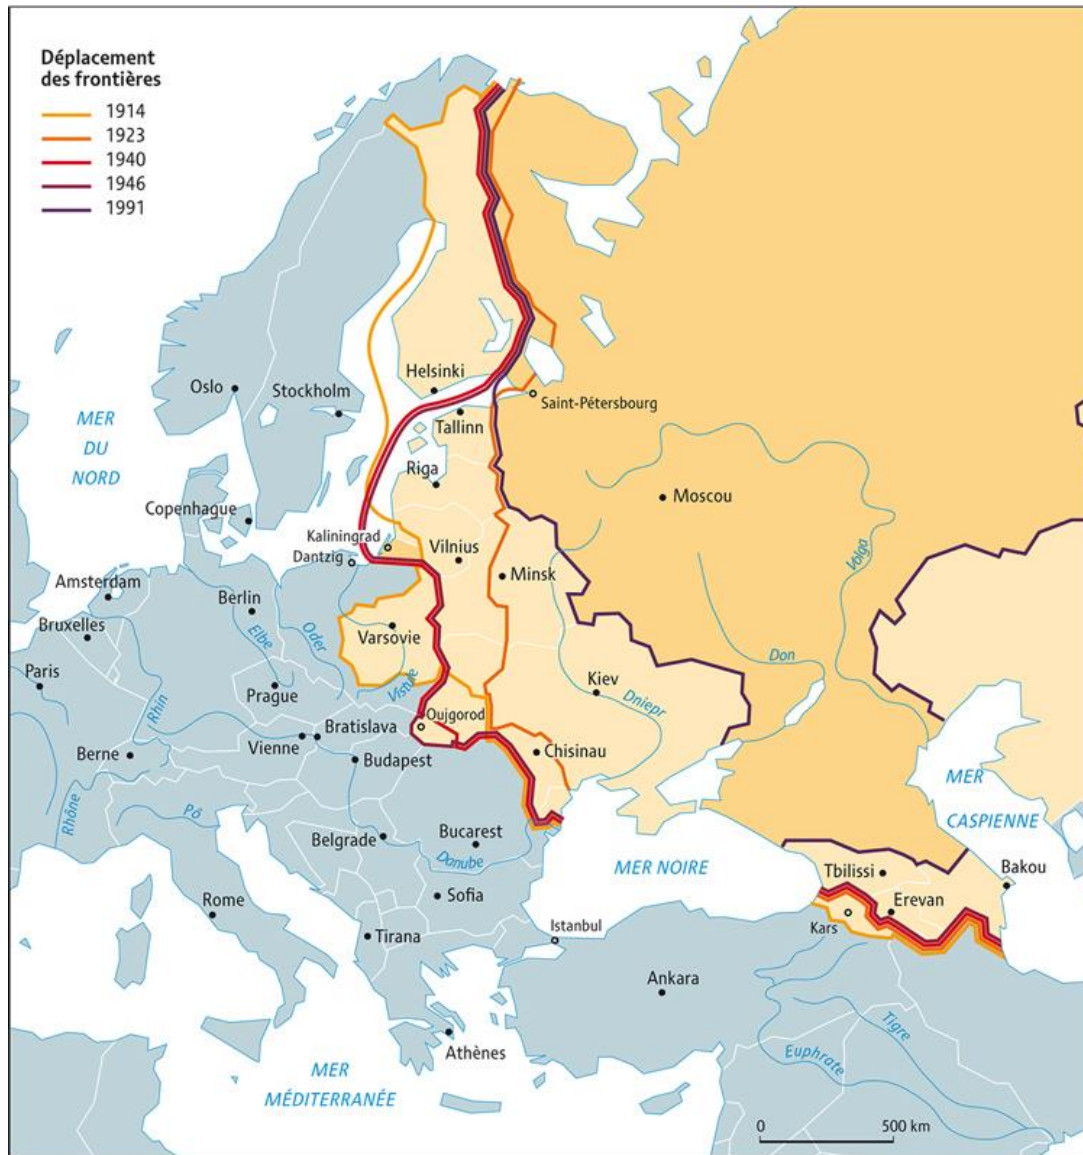 Déplacement
des frontières
1914
1923
1940
1946
1991
Helsinki
Oslo
Stockholm
Saint-Pétersbourg
MER
DU
NORD
Tallinn
Riga
Moscou
Copenhague
Kaliningrad
Dantzig
Vilnius
Minsk
Volga
Amsterdam
Berlin
Bruxelles
Elbe
Oder
Varsovie
Paris
Rhin
Prague
Vistule
Kiev
Dniepr
Don
Oujgorod
Bratislava
Vienne
Chisinau
Berne
Budapest
Rhône
Pô
MER
CASPIENNE
Belgrade
Bucarest
Danube
MER NOIRE
Tbilissi
Bakou
Sofia
Rome
Erevan
Kars
Istanbul
Tirana
Ankara
Tigre
Euphrate
Athènes
MER
MÉDITERRANÉE
0
500 km